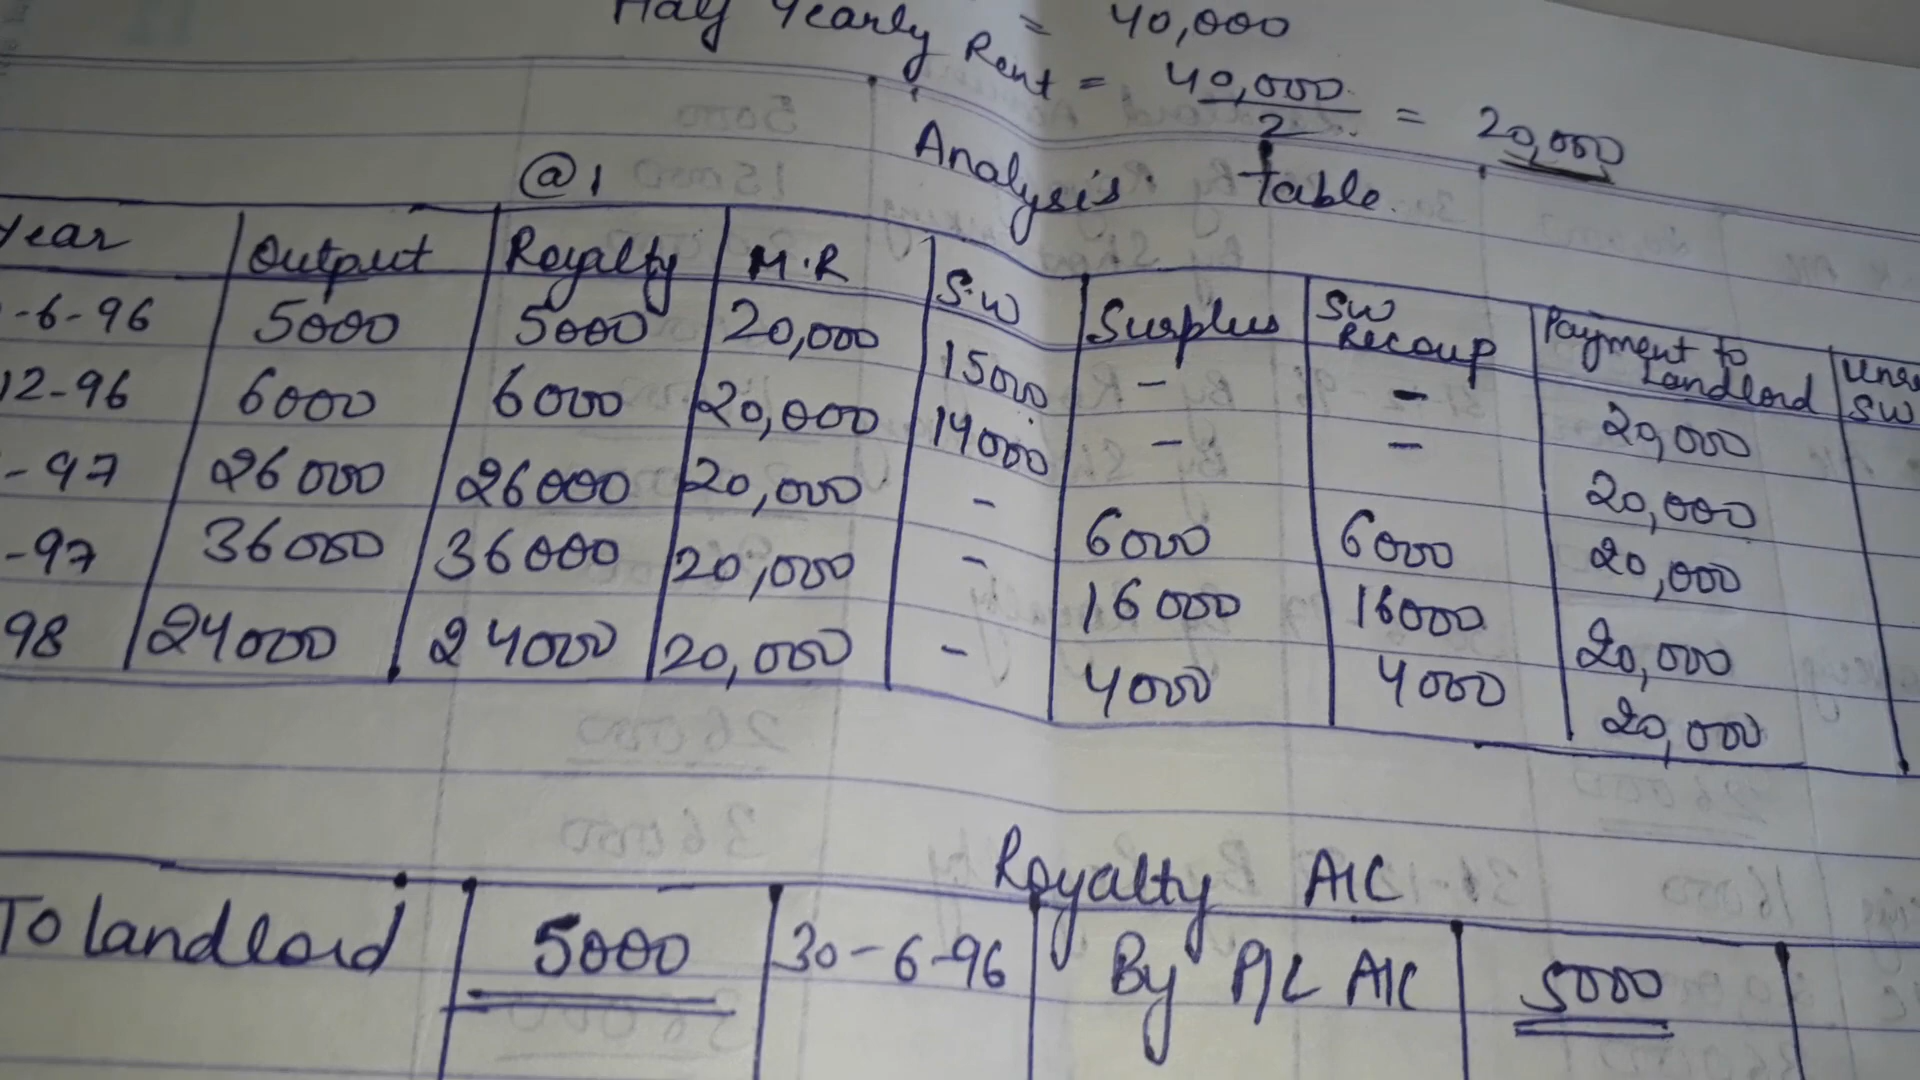 Half Yearly Rent = 40,000
= 40,000 / 2 = 20,000
Analysis Table.
@1
Year Output Royalty M.R S.W Surplus SW Recoup Payment to Landlord SW
-6-96 5000 5000 20,000 15000 - - 20,000
12-96 6000 6000 20,000 14000 - - 20,000
-97 26000 26000 20,000 - 6000 6000 20,000
-97 36000 36000 20,000 - 16000 16000 20,000
98 24000 24000 20,000 - 4000 4000 20,000
Royalty A/C
To landlord 5000 30-6-96 By P/L A/C 5000